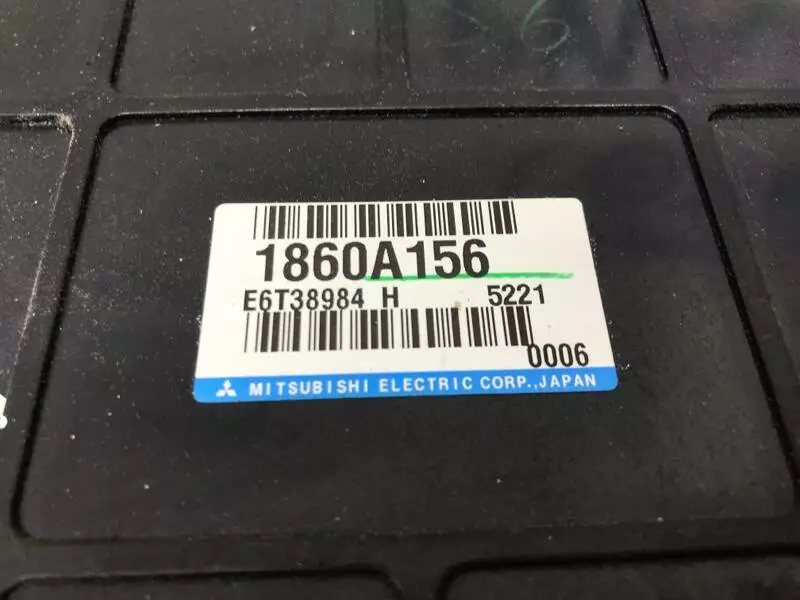 1860A156
E6T38984 H 5221
0006
MITSUBISHI ELECTRIC CORP.,JAPAN